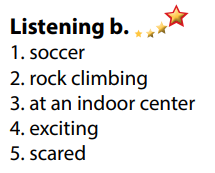 Listening b.
1. soccer
2. rock climbing
3. at an indoor center
4. exciting
5. scared